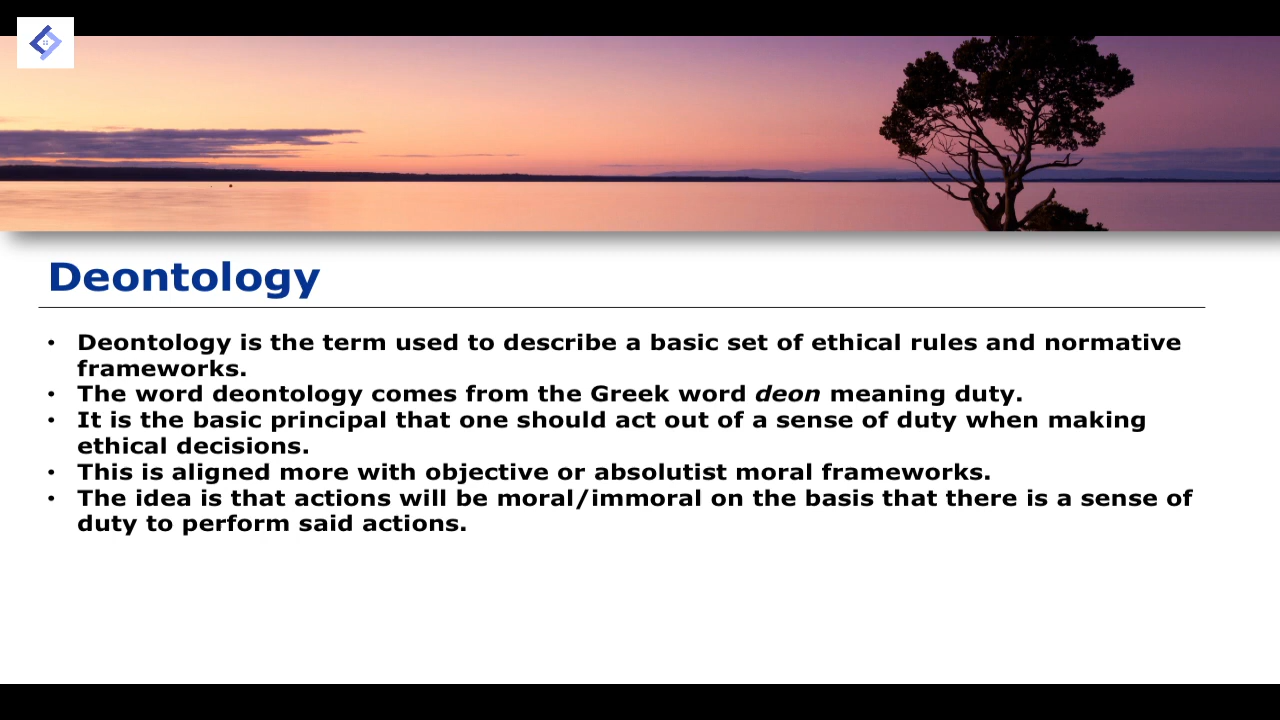 Deontology
• Deontology is the term used to describe a basic set of ethical rules and normative
frameworks.
• The word deontology comes from the Greek word deon meaning duty.
• It is the basic principal that one should act out of a sense of duty when making
ethical decisions.
• This is aligned more with objective or absolutist moral frameworks.
• The idea is that actions will be moral/immoral on the basis that there is a sense of
duty to perform said actions.